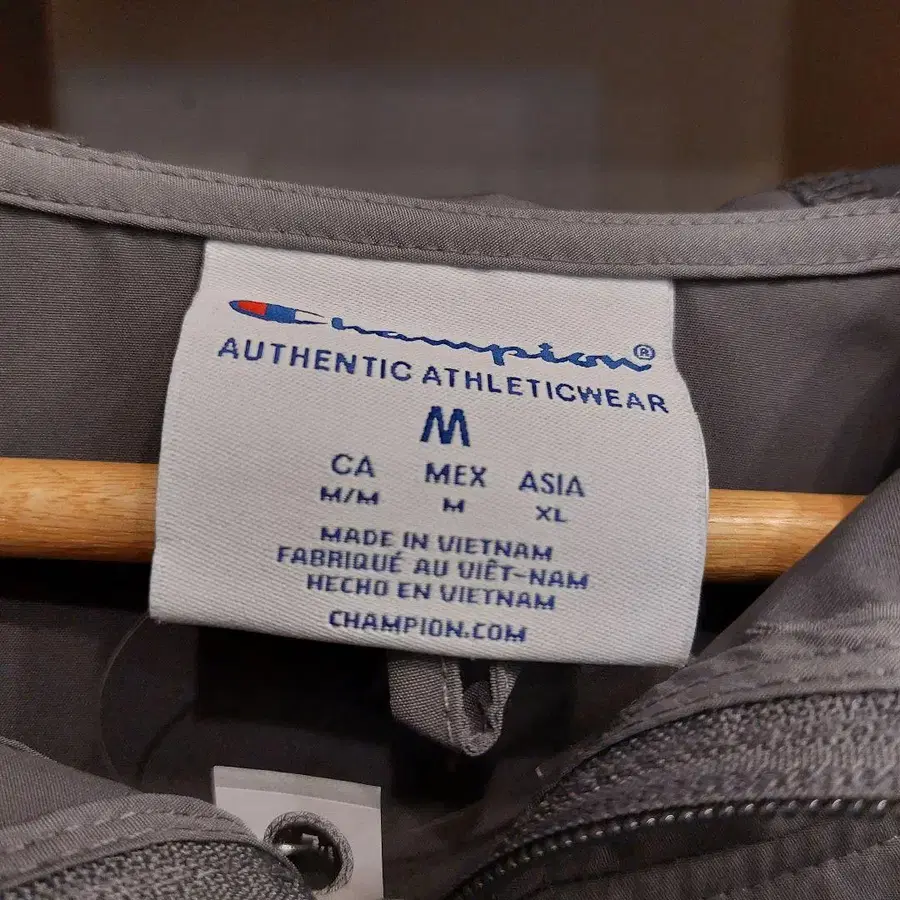 Champion®
AUTHENTIC ATHLETICWEAR
M
CA MEX ASIA
M/M M XL
MADE IN VIETNAM
FABRIQUÉ AU VIÊT-NAM
HECHO EN VIETNAM
CHAMPION.COM